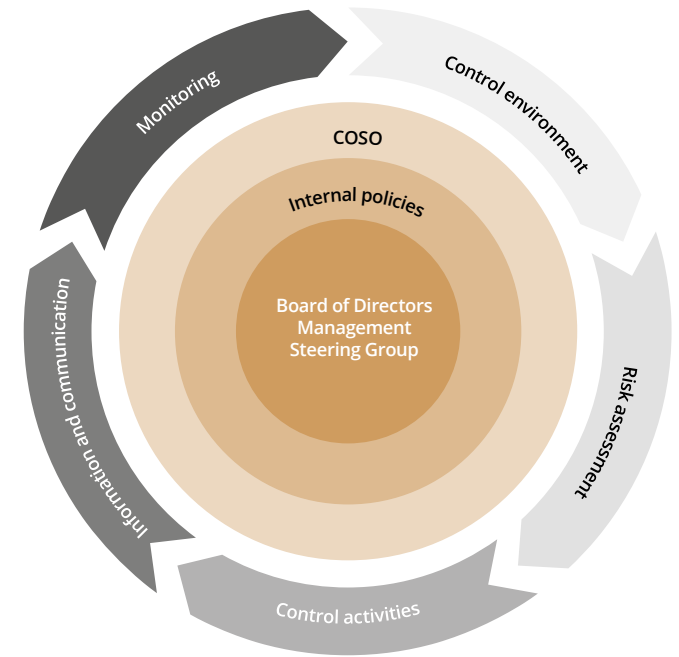 Monitoring
Control environment
COSO
Internal policies
Board of Directors
Management
Steering Group
Risk assessment
Control activities
Information and communication